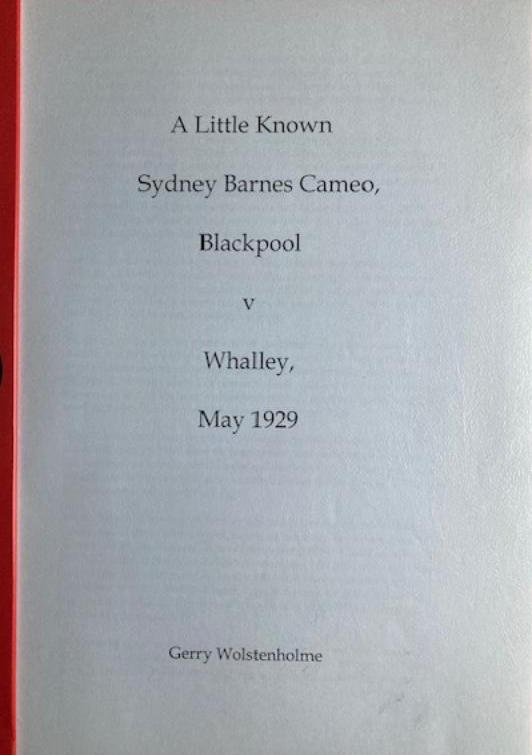 A Little Known
Sydney Barnes Cameo,
Blackpool
v
Whalley,
May 1929
Gerry Wolstenholme